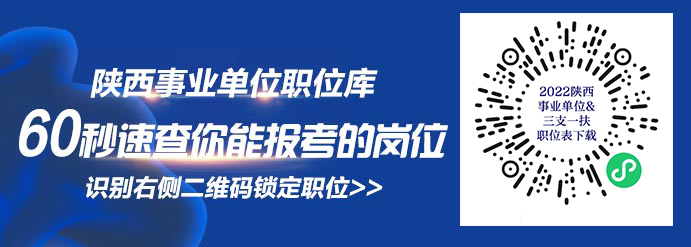 陕西事业单位职位库
60秒速查你能报考的岗位
识别右侧二维码锁定职位>>
2022陕西
事业单位&
三支一扶
职位表下载